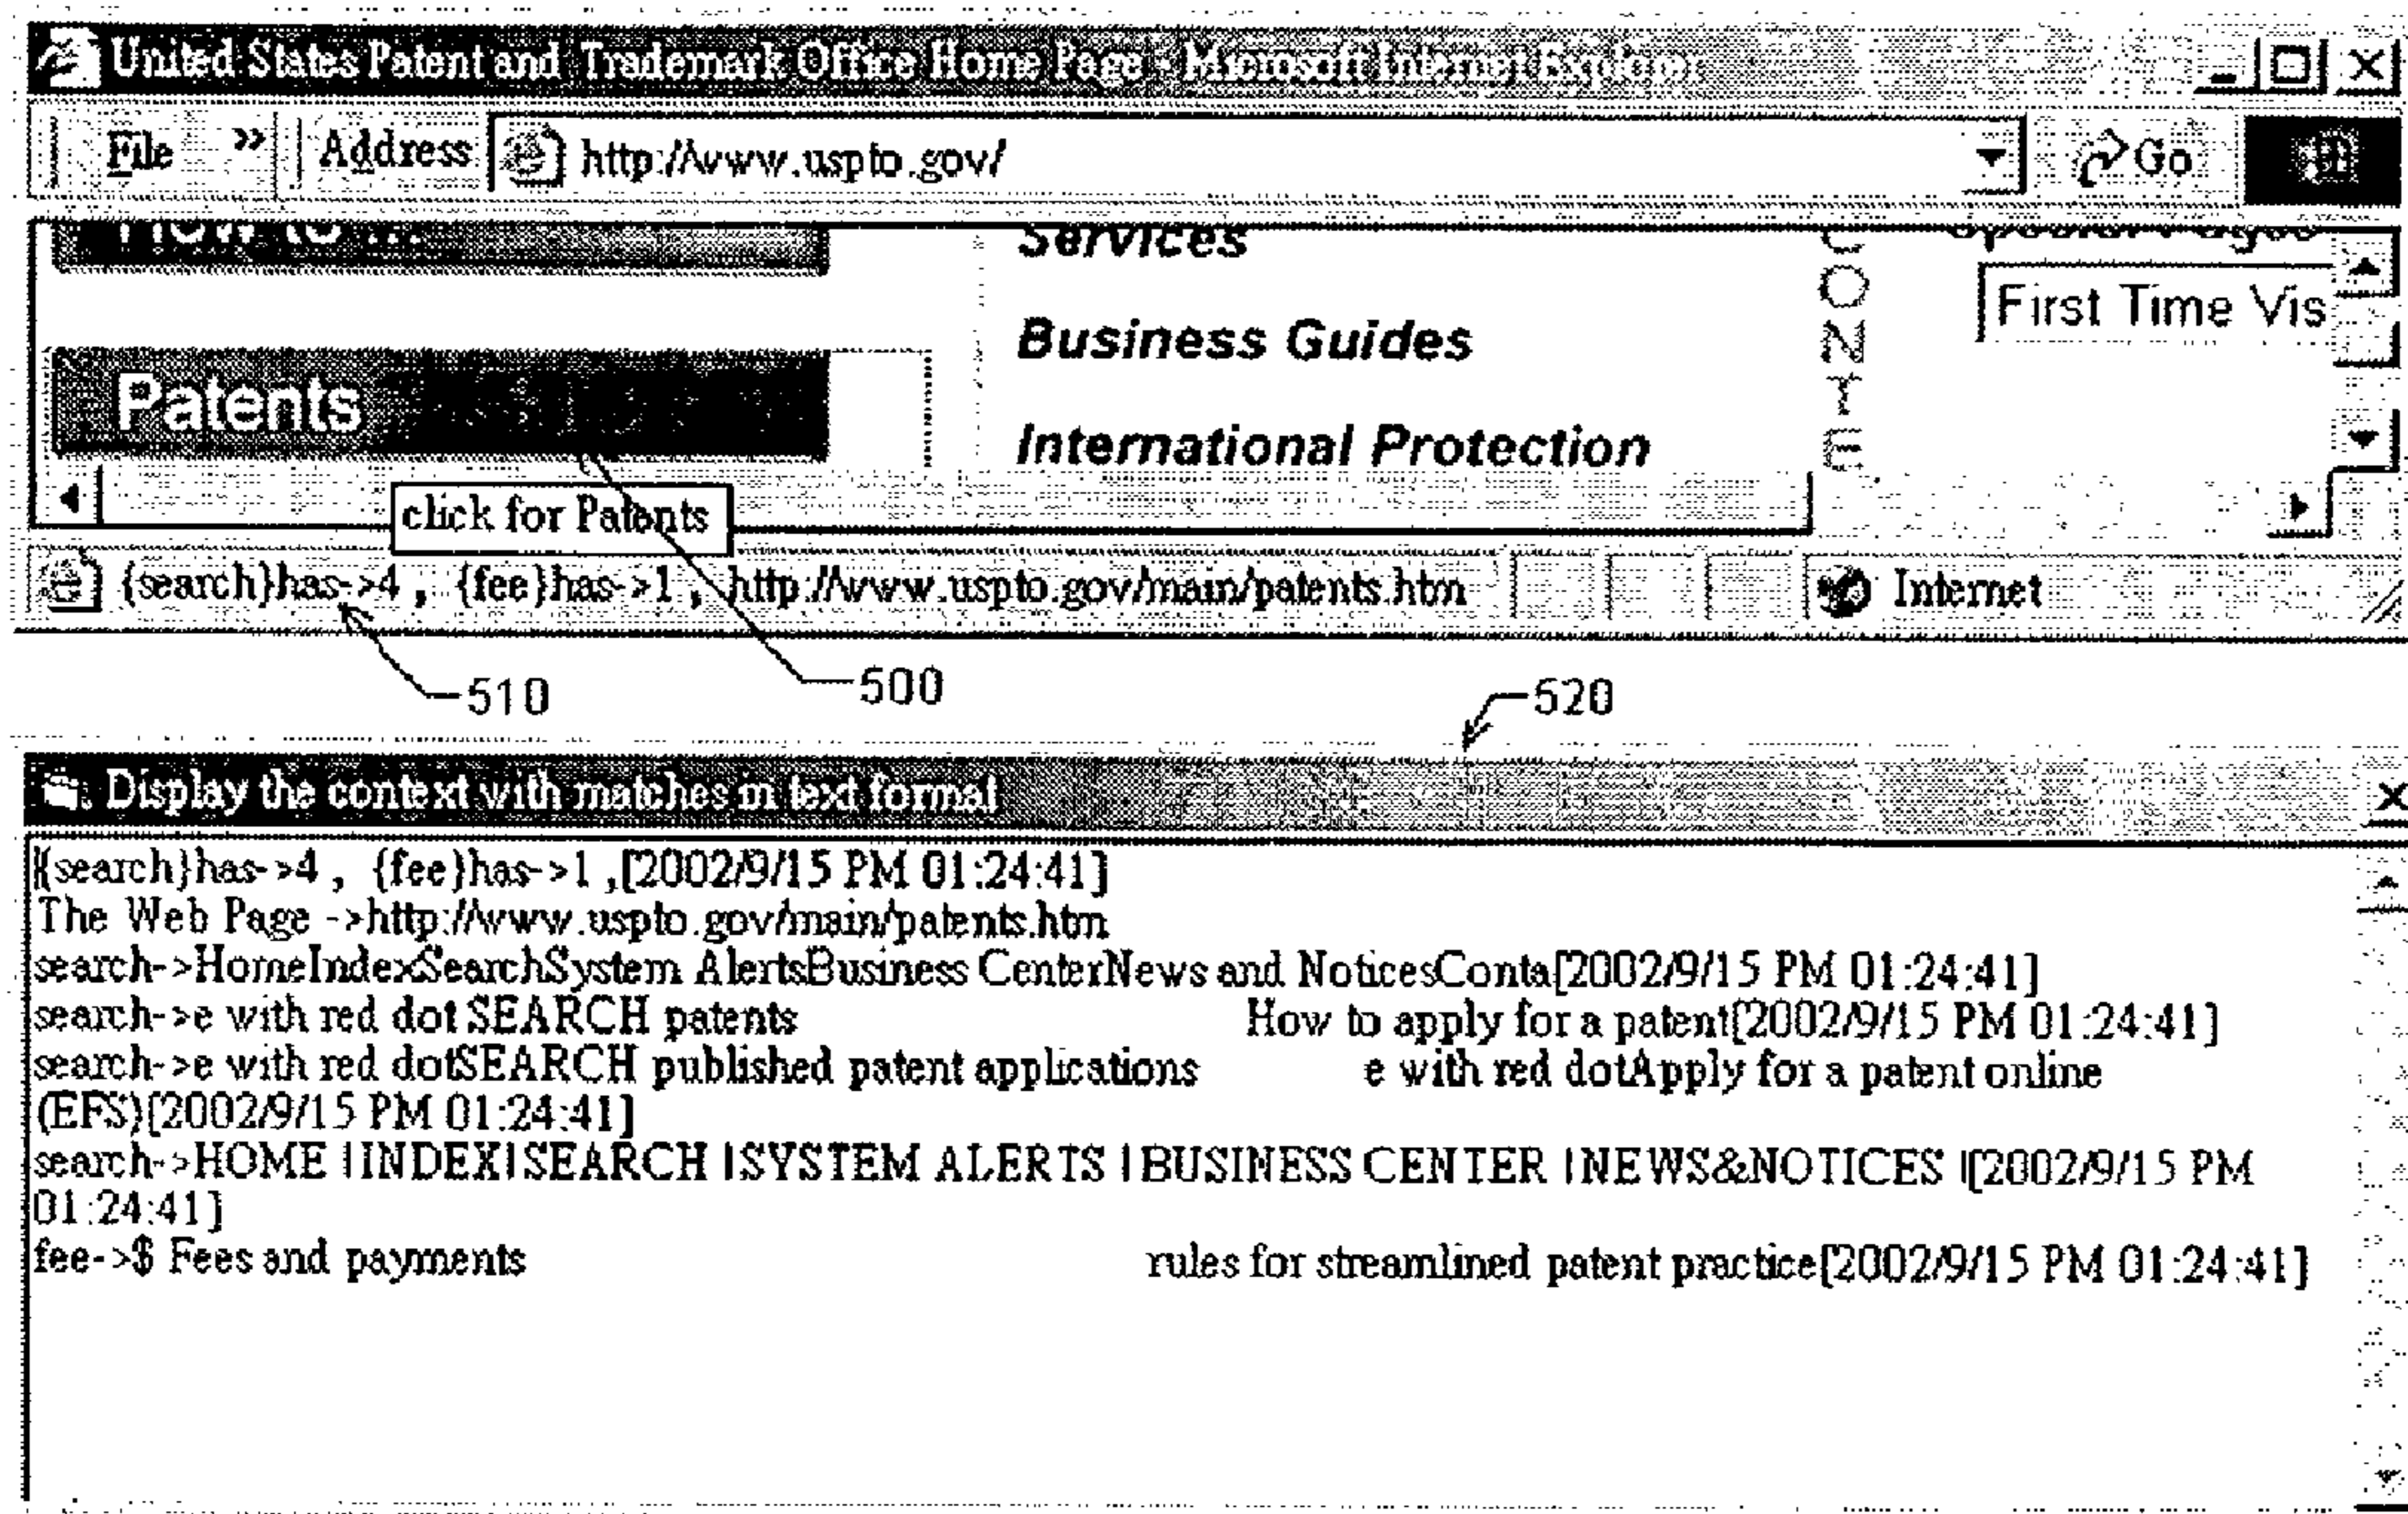 United States Patent and Trademark Office Home Page - Microsoft Internet Explorer
File » Address http://www.uspto.gov/ Go
How to ...
Services
First Time Vis
Business Guides
Patents
International Protection
C
O
N
T
E
click for Patents
{search}has->4 , {fee}has->1 , http://www.uspto.gov/main/patents.htm Internet
510
500
520
Display the context with matches in text format
{search}has->4 , {fee}has->1 ,[2002/9/15 PM 01:24:41]
The Web Page ->http://www.uspto.gov/main/patents.htm
search->HomeIndexSearchSystem AlertsBusiness CenterNews and NoticesConta[2002/9/15 PM 01:24:41]
search->e with red dot SEARCH patents How to apply for a patent[2002/9/15 PM 01:24:41]
search->e with red dotSEARCH published patent applications e with red dotApply for a patent online
(EFS)[2002/9/15 PM 01:24:41]
search->HOME |INDEX|SEARCH |SYSTEM ALERTS |BUSINESS CENTER |NEWS&NOTICES |[2002/9/15 PM
01:24:41]
fee->$ Fees and payments rules for streamlined patent practice[2002/9/15 PM 01:24:41]